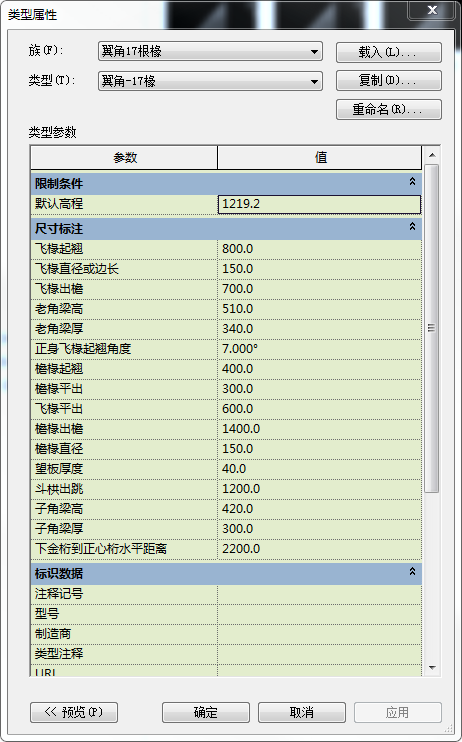 类型属性
族(F): 翼角17根椽 载入(L)...
类型(T): 翼角-17椽 复制(D)...
重命名(R)...
类型参数
参数 值
限制条件
默认高程 1219.2
尺寸标注
飞椽起翘 800.0
飞椽直径或边长 150.0
飞椽出檐 700.0
老角梁高 510.0
老角梁厚 340.0
正身飞椽起翘角度 7.000°
檐椽起翘 400.0
檐椽平出 300.0
飞椽平出 600.0
檐椽出檐 1400.0
檐椽直径 150.0
望板厚度 40.0
斗栱出跳 1200.0
子角梁高 420.0
子角梁厚 300.0
下金桁到正心桁水平距离 2200.0
标识数据
注释记号
型号
制造商
类型注释
URL
<< 预览(P) 确定 取消 应用